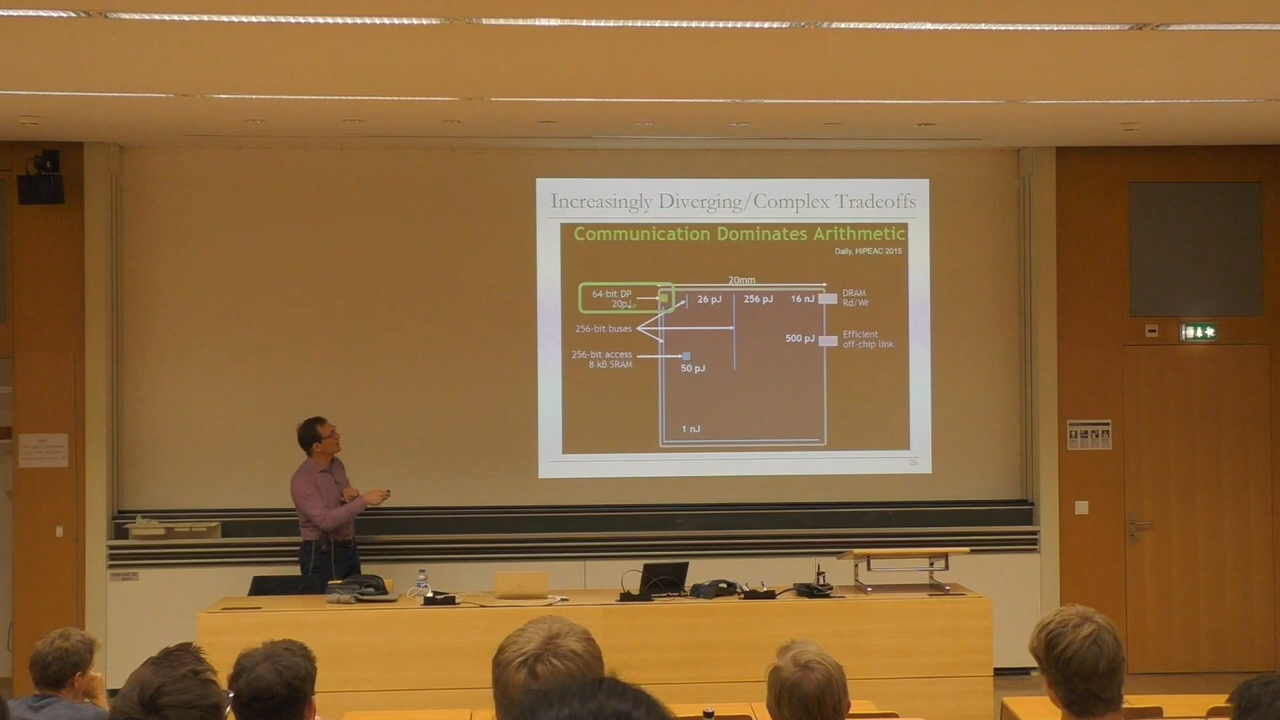 Increasingly Diverging/Complex Tradeoffs
Communication Dominates Arithmetic
Dally, HiPEAC 2015
20mm
64-bit DP
20pJ
26 pJ
256 pJ
16 nJ
DRAM
Rd/Wr
256-bit buses
500 pJ
Efficient
off-chip link
256-bit access
8 kB SRAM
50 pJ
1 nJ
26